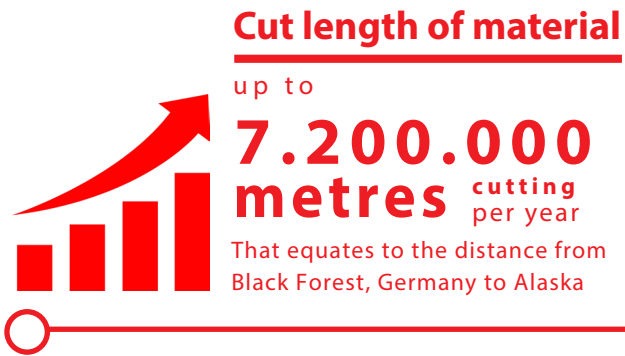 Cut length of material
up to
7.200.000
metres cutting
per year
That equates to the distance from
Black Forest, Germany to Alaska